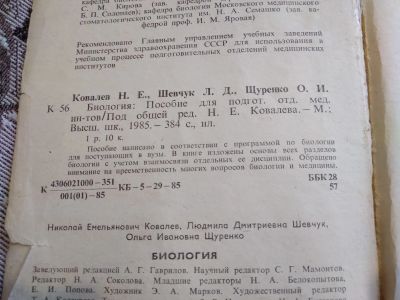 кафедра биологии Московского медицинского
С. М. Кирова (зав. кафедрой
Б. П. Солопаев); кафедра биологии Московского медицинского
стоматологического института им. Н. А. Семашко (зав. ка-
федрой проф. И. М. Яровая)
Рекомендовано Главным управлением учебных заведений
Министерства здравоохранения СССР для использования в
учебном процессе подготовительных отделений медицинских
институтов
Ковалев Н. Е., Шевчук Л. Д., Щуренко О. И.
К 56 Биология: Пособие для подгот. отд. мед.
ин-тов/Под общей ред. Н. Е. Ковалева.— М.;
Высш. шк., 1985.— 384 с., ил.
1 р. 10 к.
Пособие написано в соответствии с программой по биологии
для поступающих в вузы. В книге изложены основы всех разделов
биологии с учетом взаимосвязи отдельных ее дисциплин. Обращено
внимание на преемственность многих вопросов биологии и медицины.
К 4306021000—351 КБ—5—29—85 ББК 28
001(01)—85 57
Николай Емельянович Ковалев, Людмила Дмитриевна Шевчук,
Ольга Ивановна Щуренко
БИОЛОГИЯ
Заведующий редакцией А. Г. Гаврилов. Научный редактор С. Г. Мамонтов.
Редактор Н. А. Соколова. Младшие редакторы Н. А. Белокопытова,
Е. И. Попова. Художник Э. А. Марков. Художественный редактор